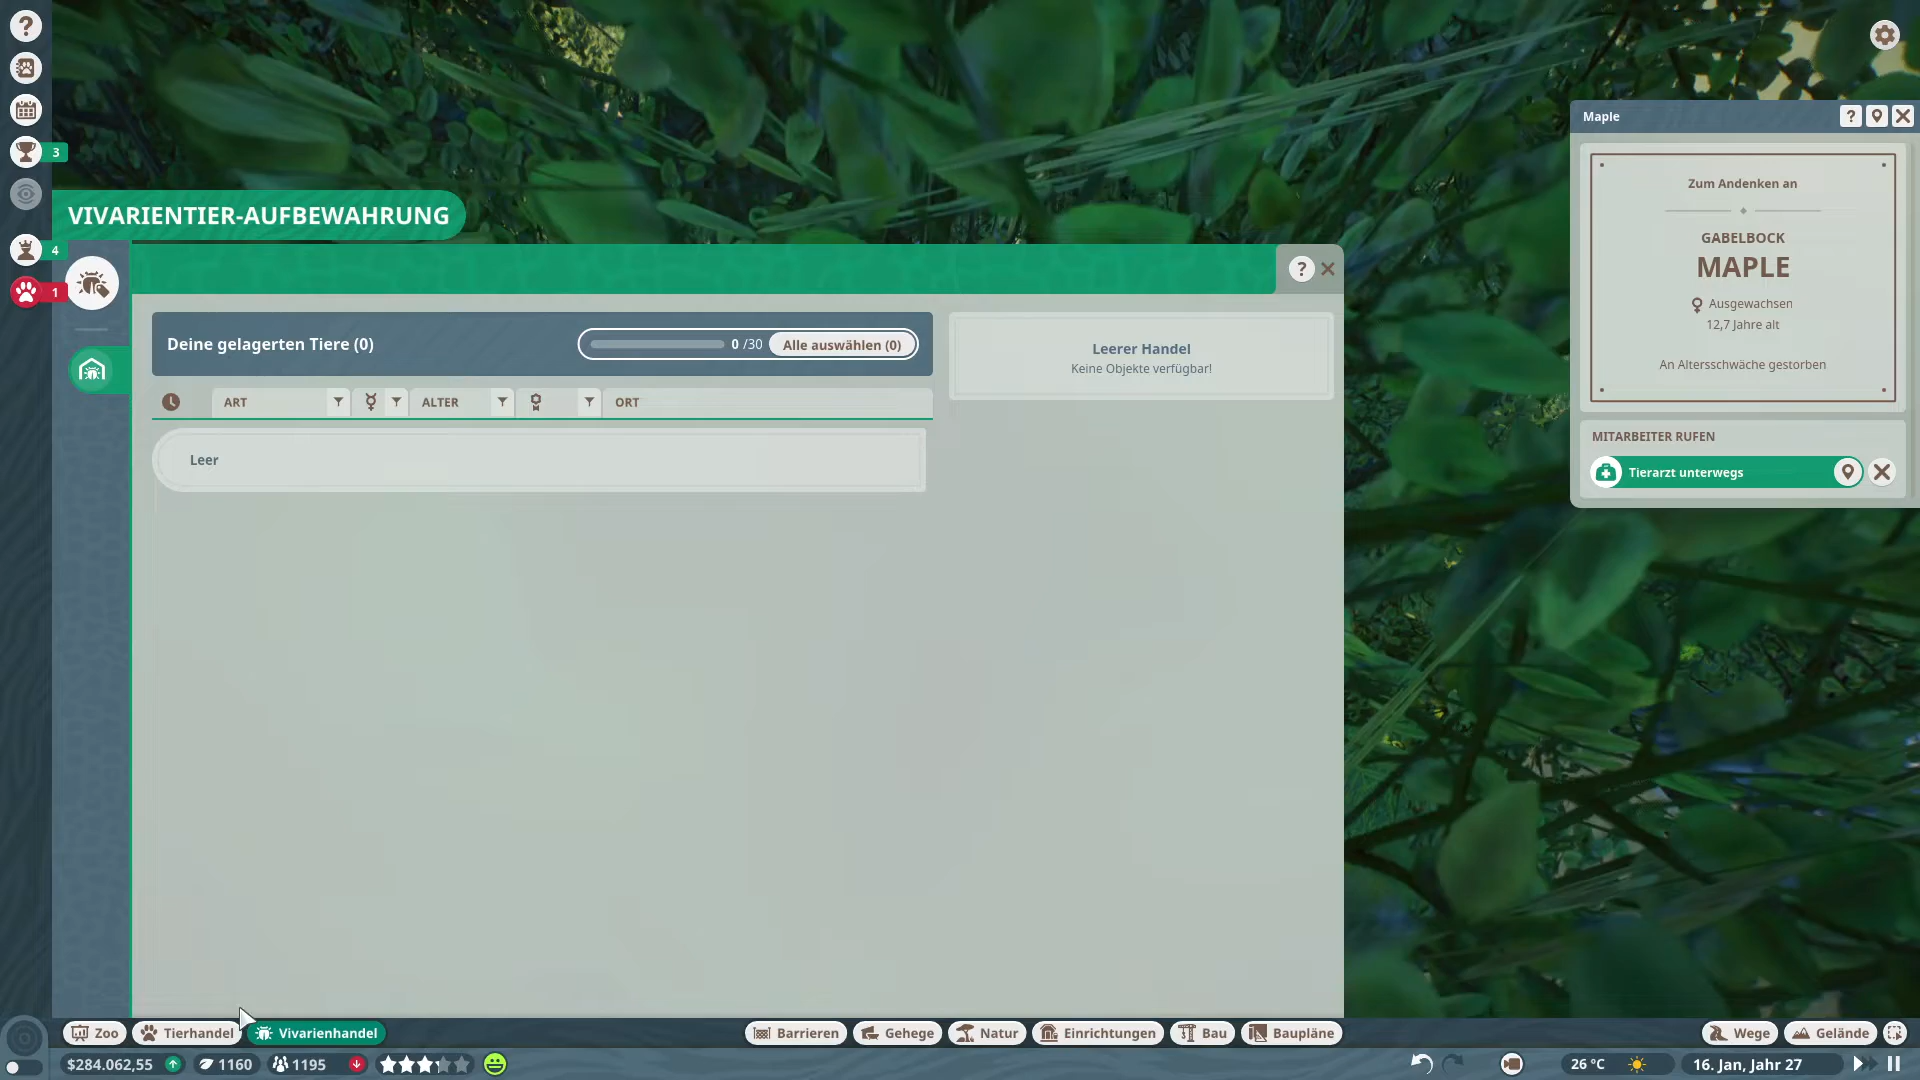 3
VIVARIENTIER-AUFBEWAHRUNG
4
1
Deine gelagerten Tiere (0)
0 /30
Alle auswählen (0)
ART
ALTER
ORT
Leer
Leerer Handel
Keine Objekte verfügbar!
Maple
Zum Andenken an
GABELBOCK
MAPLE
Ausgewachsen
12,7 Jahre alt
An Altersschwäche gestorben
MITARBEITER RUFEN
Tierarzt unterwegs
Zoo
Tierhandel
Vivarienhandel
Barrieren
Gehege
Natur
Einrichtungen
Bau
Baupläne
Wege
Gelände
$284.062,55
1160
1195
26 °C
16. Jan, Jahr 27